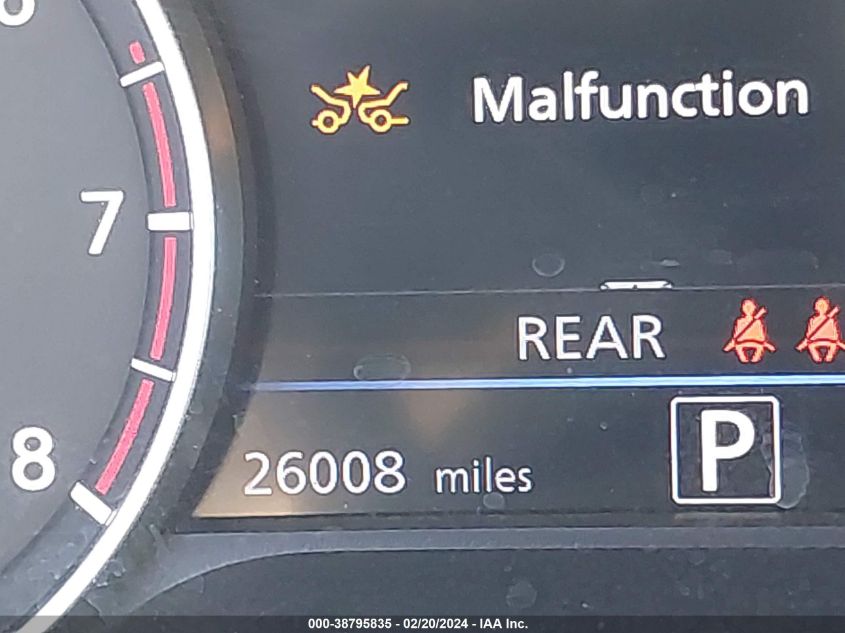 Malfunction
7
REAR
8
26008 miles
P
000-38795835 - 02/20/2024 - IAA Inc.